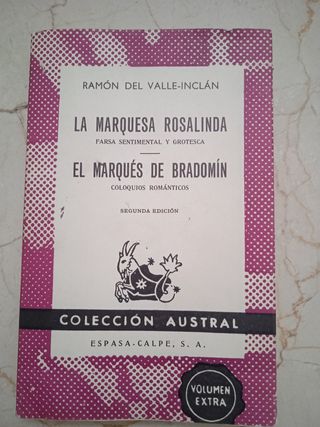 RAMÓN DEL VALLE-INCLÁN
LA MARQUESA ROSALINDA
FARSA SENTIMENTAL Y GROTESCA
EL MARQUÉS DE BRADOMÍN
COLOQUIOS ROMÁNTICOS
SEGUNDA EDICIÓN
COLECCIÓN AUSTRAL
ESPASA-CALPE, S. A.
VOLUMEN
EXTRA